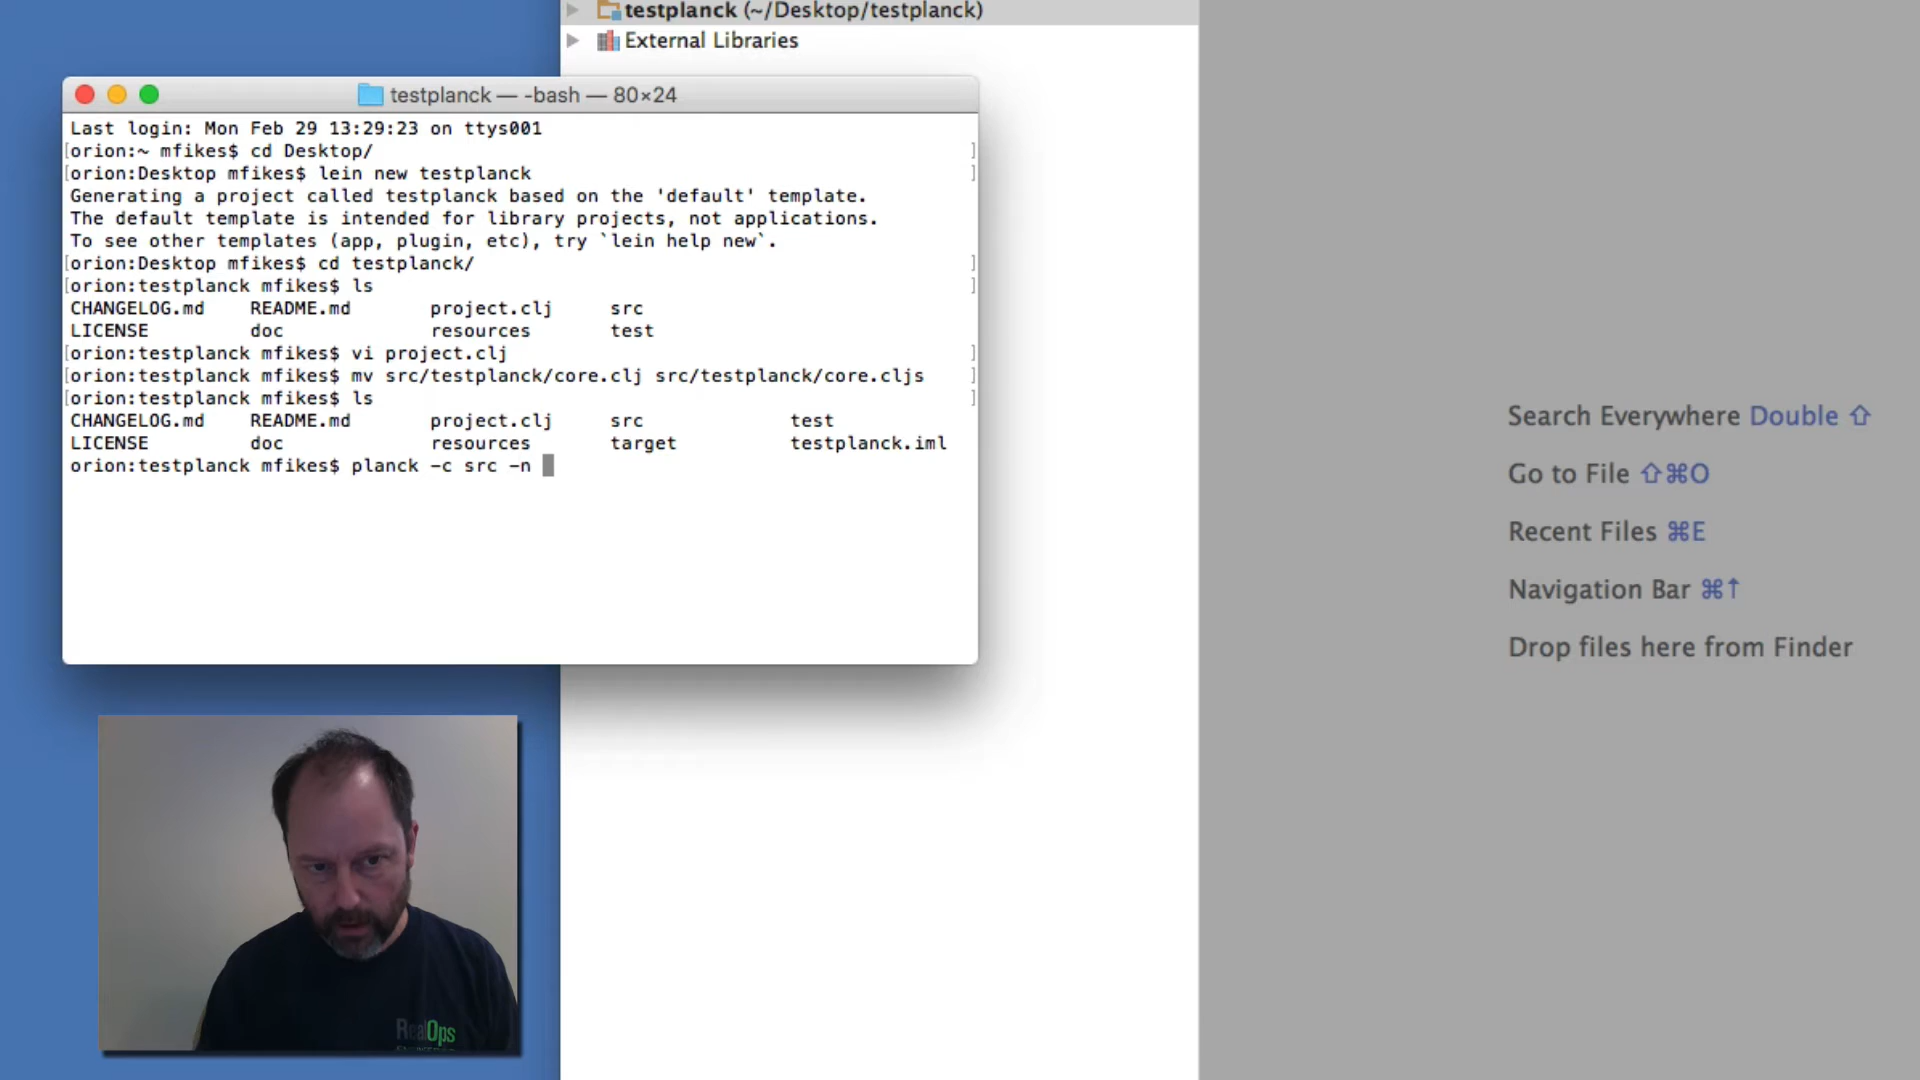 testplanck (~/Desktop/testplanck)
External Libraries
testplanck — -bash — 80×24
Last login: Mon Feb 29 13:29:23 on ttys001
[orion:~ mfikes$ cd Desktop/ ]
[orion:Desktop mfikes$ lein new testplanck ]
Generating a project called testplanck based on the 'default' template.
The default template is intended for library projects, not applications.
To see other templates (app, plugin, etc), try `lein help new`.
[orion:Desktop mfikes$ cd testplanck/ ]
[orion:testplanck mfikes$ ls ]
CHANGELOG.md README.md project.clj src
LICENSE doc resources test
[orion:testplanck mfikes$ vi project.clj ]
[orion:testplanck mfikes$ mv src/testplanck/core.clj src/testplanck/core.cljs ]
[orion:testplanck mfikes$ ls ]
CHANGELOG.md README.md project.clj src test
LICENSE doc resources target testplanck.iml
orion:testplanck mfikes$ planck -c src -n
Search Everywhere Double ⇧
Go to File ⇧⌘O
Recent Files ⌘E
Navigation Bar ⌘↑
Drop files here from Finder
RealOps